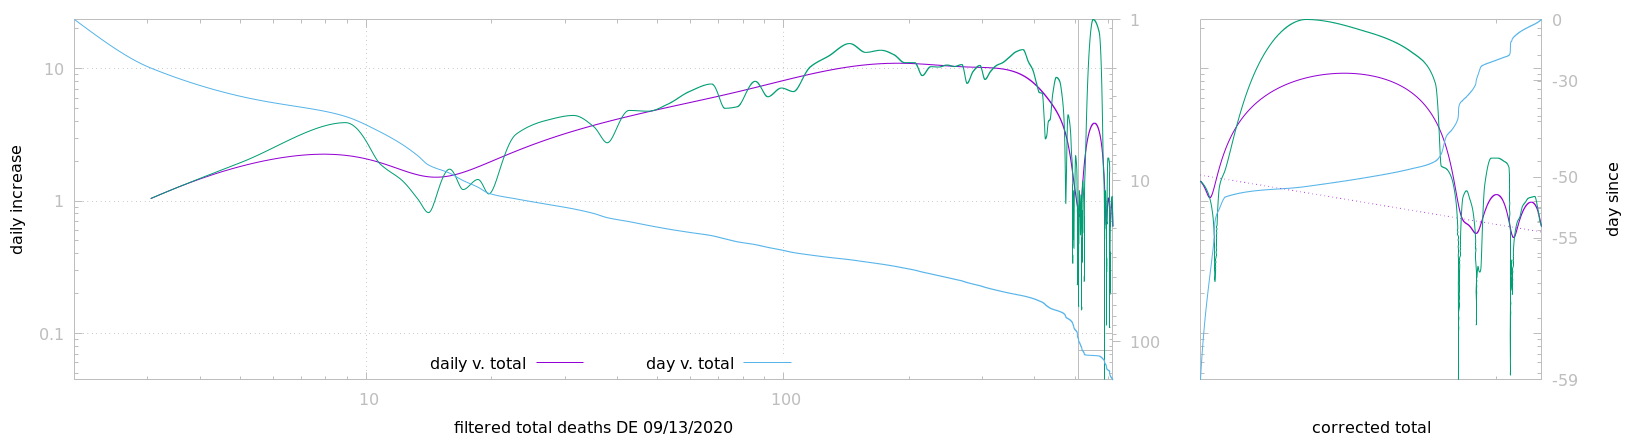 daily increase
10
1
0.1
daily v. total
day v. total
10
100
filtered total deaths DE 09/13/2020
1
10
100
0
-30
-50
-55
-59
day since
corrected total